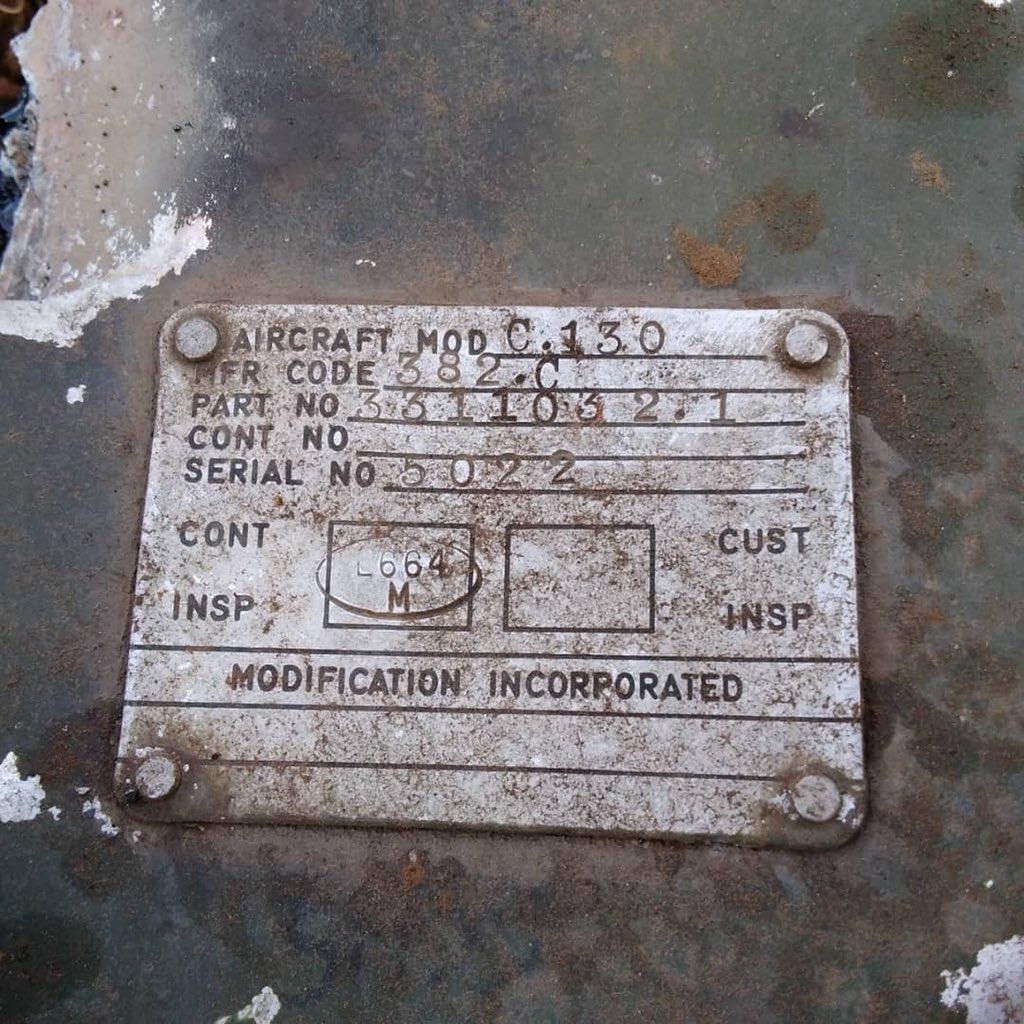 AIRCRAFT MOD C.130
MFR CODE 382.C
PART NO 3311032.1
CONT NO
SERIAL NO 5022
CONT INSP
L664
M
CUST INSP
MODIFICATION INCORPORATED